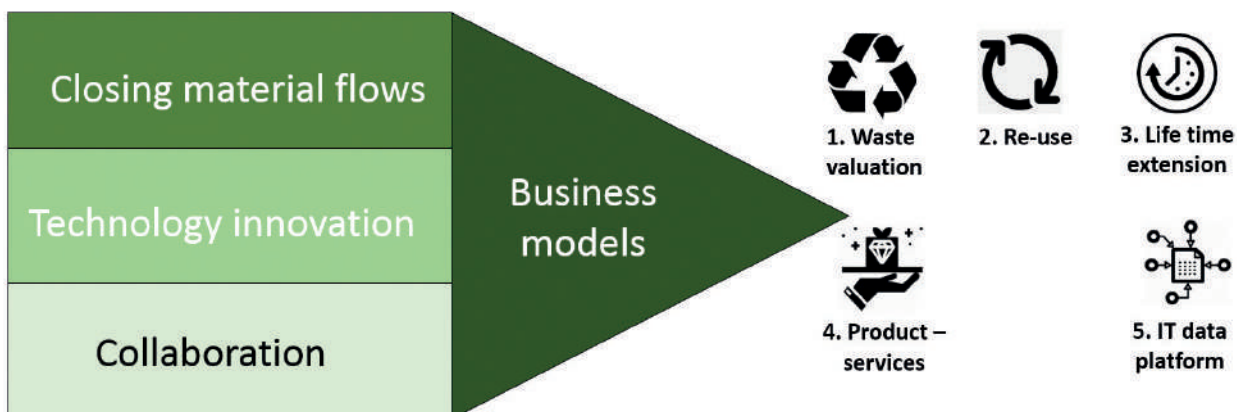 Closing material flows
Technology innovation
Collaboration
Business
models
1. Waste
valuation
2. Re-use
3. Life time
extension
4. Product –
services
5. IT data
platform